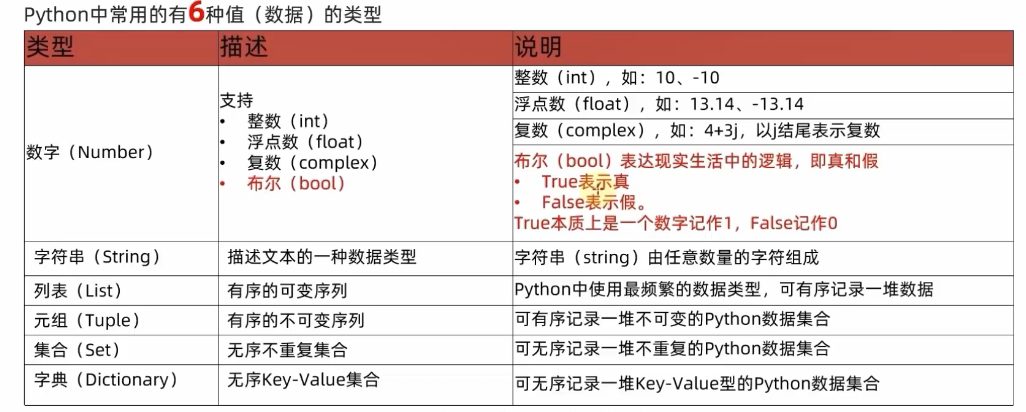 Python中常用的有6种值（数据）的类型
类型 描述 说明
数字（Number）
支持
• 整数（int）
• 浮点数（float）
• 复数（complex）
• 布尔（bool）
整数（int），如：10、-10
浮点数（float），如：13.14、-13.14
复数（complex），如：4+3j，以j结尾表示复数
布尔（bool）表达现实生活中的逻辑，即真和假
• True表示真
• False表示假。
True本质上是一个数字记作1，False记作0
字符串（String） 描述文本的一种数据类型 字符串（string）由任意数量的字符组成
列表（List） 有序的可变序列 Python中使用最频繁的数据类型，可有序记录一堆数据
元组（Tuple） 有序的不可变序列 可有序记录一堆不可变的Python数据集合
集合（Set） 无序不重复集合 可无序记录一堆不重复的Python数据集合
字典（Dictionary） 无序Key-Value集合 可无序记录一堆Key-Value型的Python数据集合